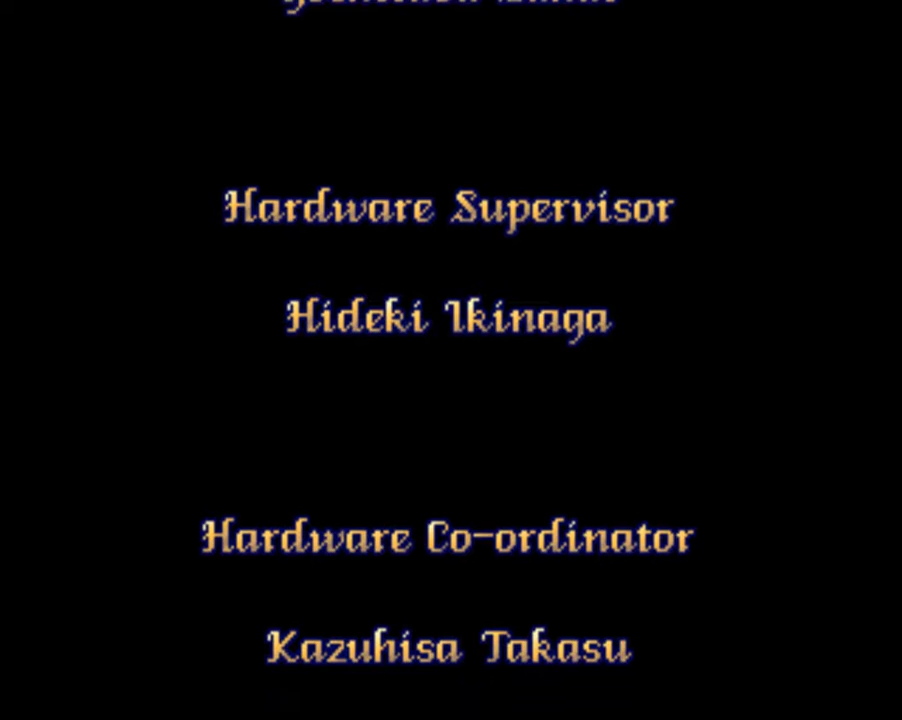 Hardware Supervisor
Hideki Ikinaga
Hardware Co-ordinator
Kazuhisa Takasu